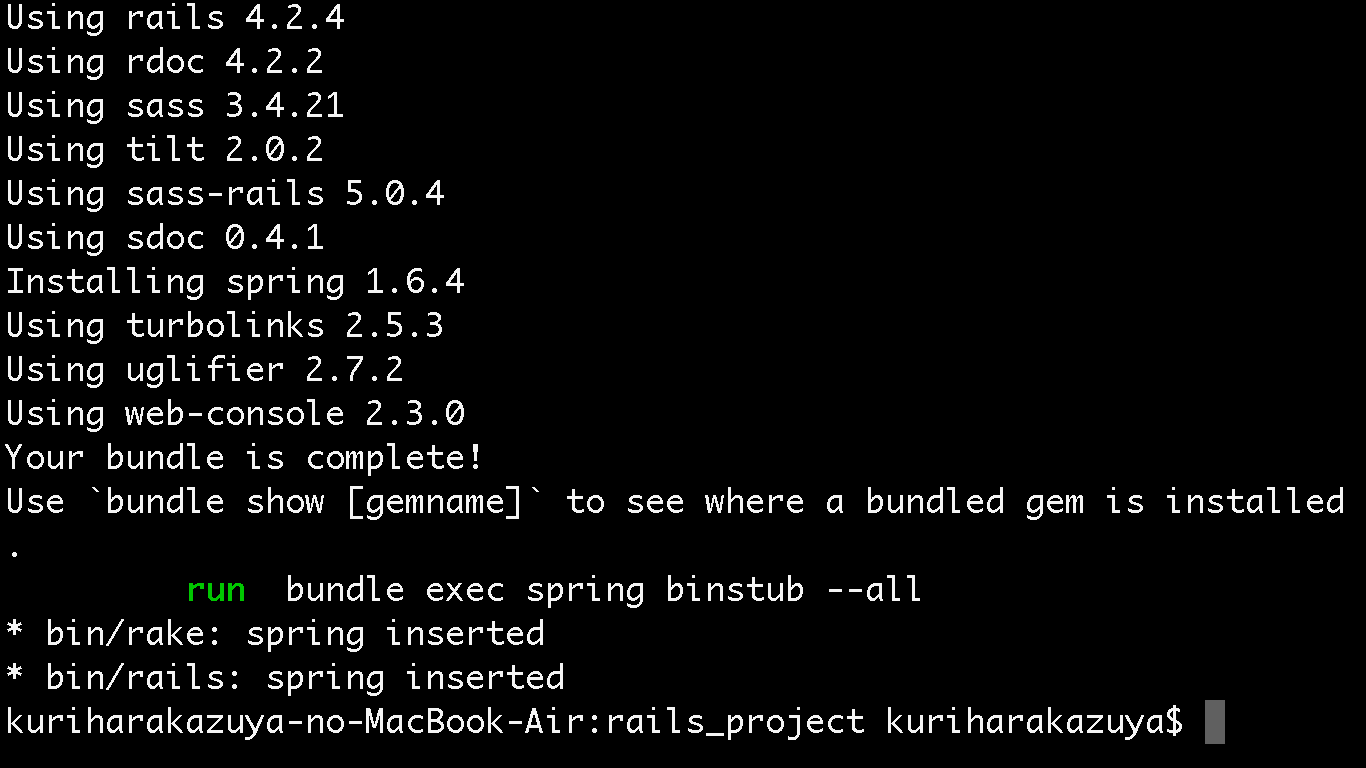 Using rails 4.2.4
Using rdoc 4.2.2
Using sass 3.4.21
Using tilt 2.0.2
Using sass-rails 5.0.4
Using sdoc 0.4.1
Installing spring 1.6.4
Using turbolinks 2.5.3
Using uglifier 2.7.2
Using web-console 2.3.0
Your bundle is complete!
Use `bundle show [gemname]` to see where a bundled gem is installed
.
         run  bundle exec spring binstub --all
* bin/rake: spring inserted
* bin/rails: spring inserted
kuriharakazuya-no-MacBook-Air:rails_project kuriharakazuya$